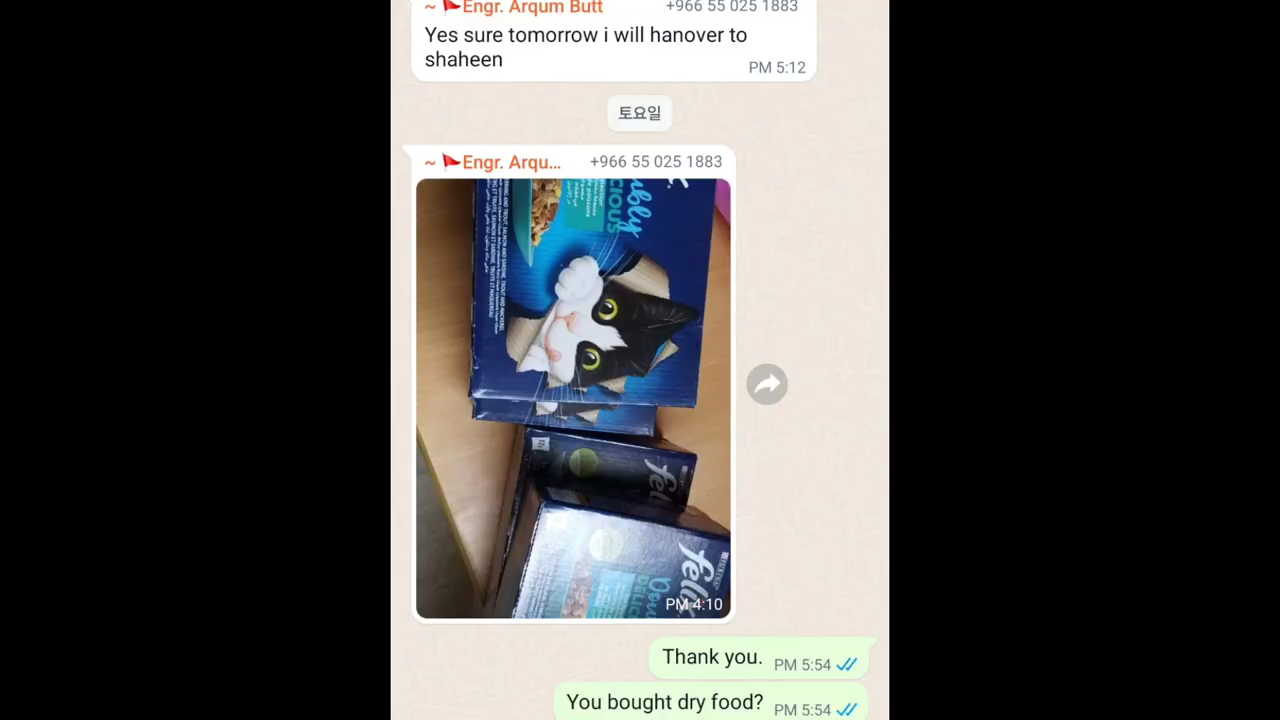 ~ 🚩Engr. Arqum Butt +966 55 025 1883
Yes sure tomorrow i will hanover to
shaheen
PM 5:12
토요일
~ 🚩Engr. Arqu... +966 55 025 1883
felix
felix
PURINA
PM 4:10
Thank you. PM 5:54
You bought dry food? PM 5:54